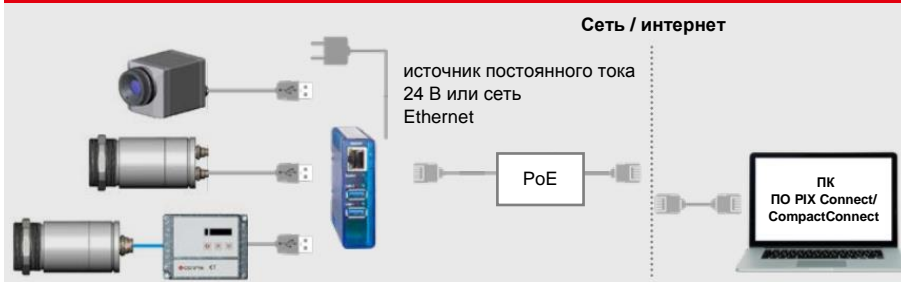 Сеть / интернет
источник постоянного тока
24 В или сеть
Ethernet
PoE
ПК
ПО PIX Connect/
CompactConnect